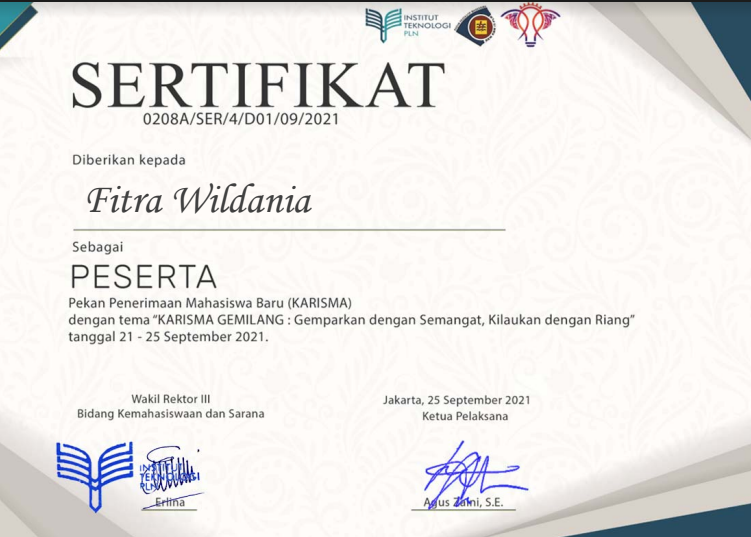 INSTITUT
TEKNOLOGI
PLN
SERTIFIKAT
0208A/SER/4/D01/09/2021
Diberikan kepada
Fitra Wildania
Sebagai
PESERTA
Pekan Penerimaan Mahasiswa Baru (KARISMA)
dengan tema “KARISMA GEMILANG : Gemparkan dengan Semangat, Kilaukan dengan Riang”
tanggal 21 - 25 September 2021.
Wakil Rektor III
Bidang Kemahasiswaan dan Sarana
Jakarta, 25 September 2021
Ketua Pelaksana
INSTITUT
TEKNOLOGI
PLN
Erlina
Agus Zaini, S.E.